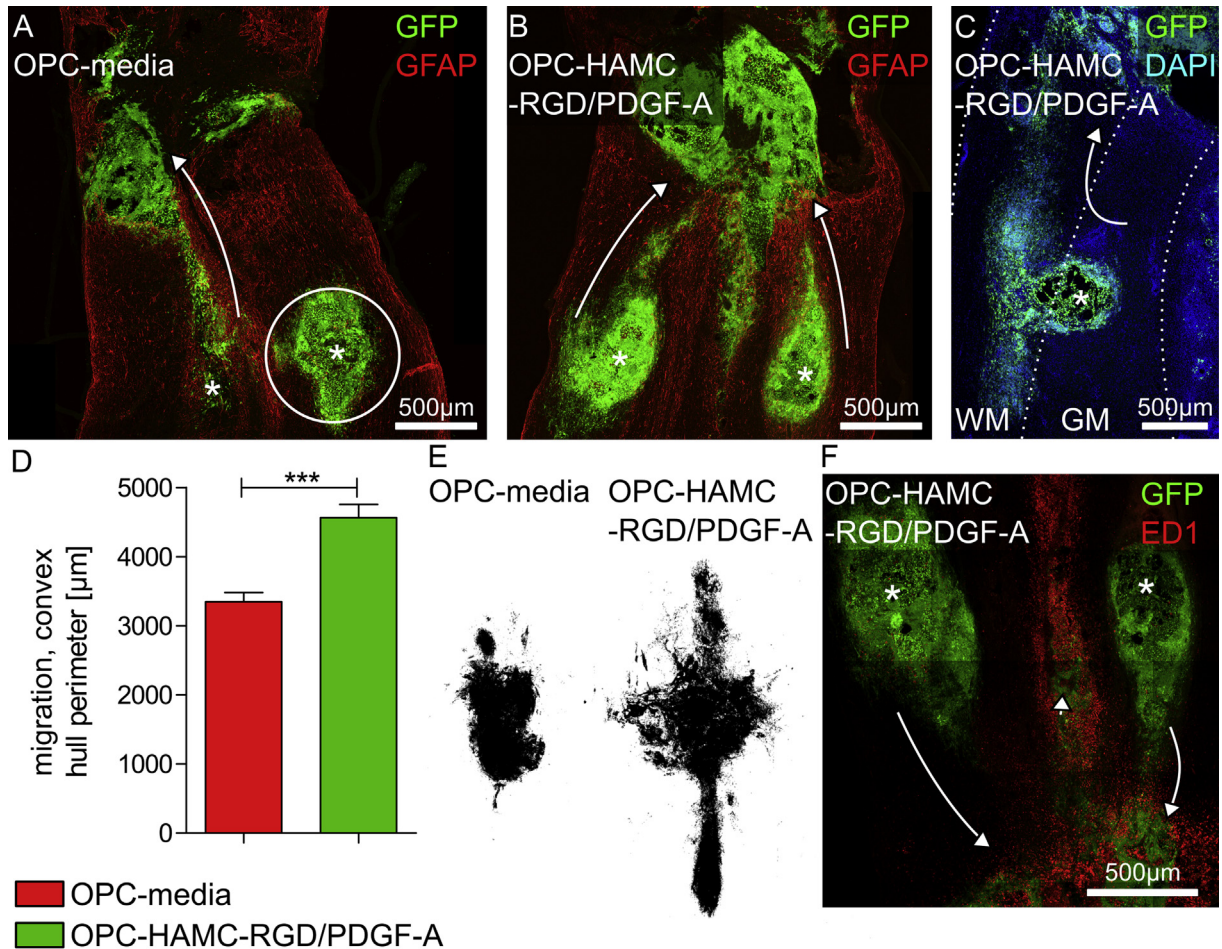 A
OPC-media
GFP
GFAP
*
*
500µm
B
OPC-HAMC
-RGD/PDGF-A
GFP
GFAP
*
*
500µm
C
OPC-HAMC
-RGD/PDGF-A
GFP
DAPI
*
WM
GM
500µm
D
migration, convex
hull perimeter [µm]
5000
4000
3000
2000
1000
0
***
OPC-media
OPC-HAMC-RGD/PDGF-A
E
OPC-media
OPC-HAMC
-RGD/PDGF-A
F
OPC-HAMC
-RGD/PDGF-A
GFP
ED1
*
*
500µm